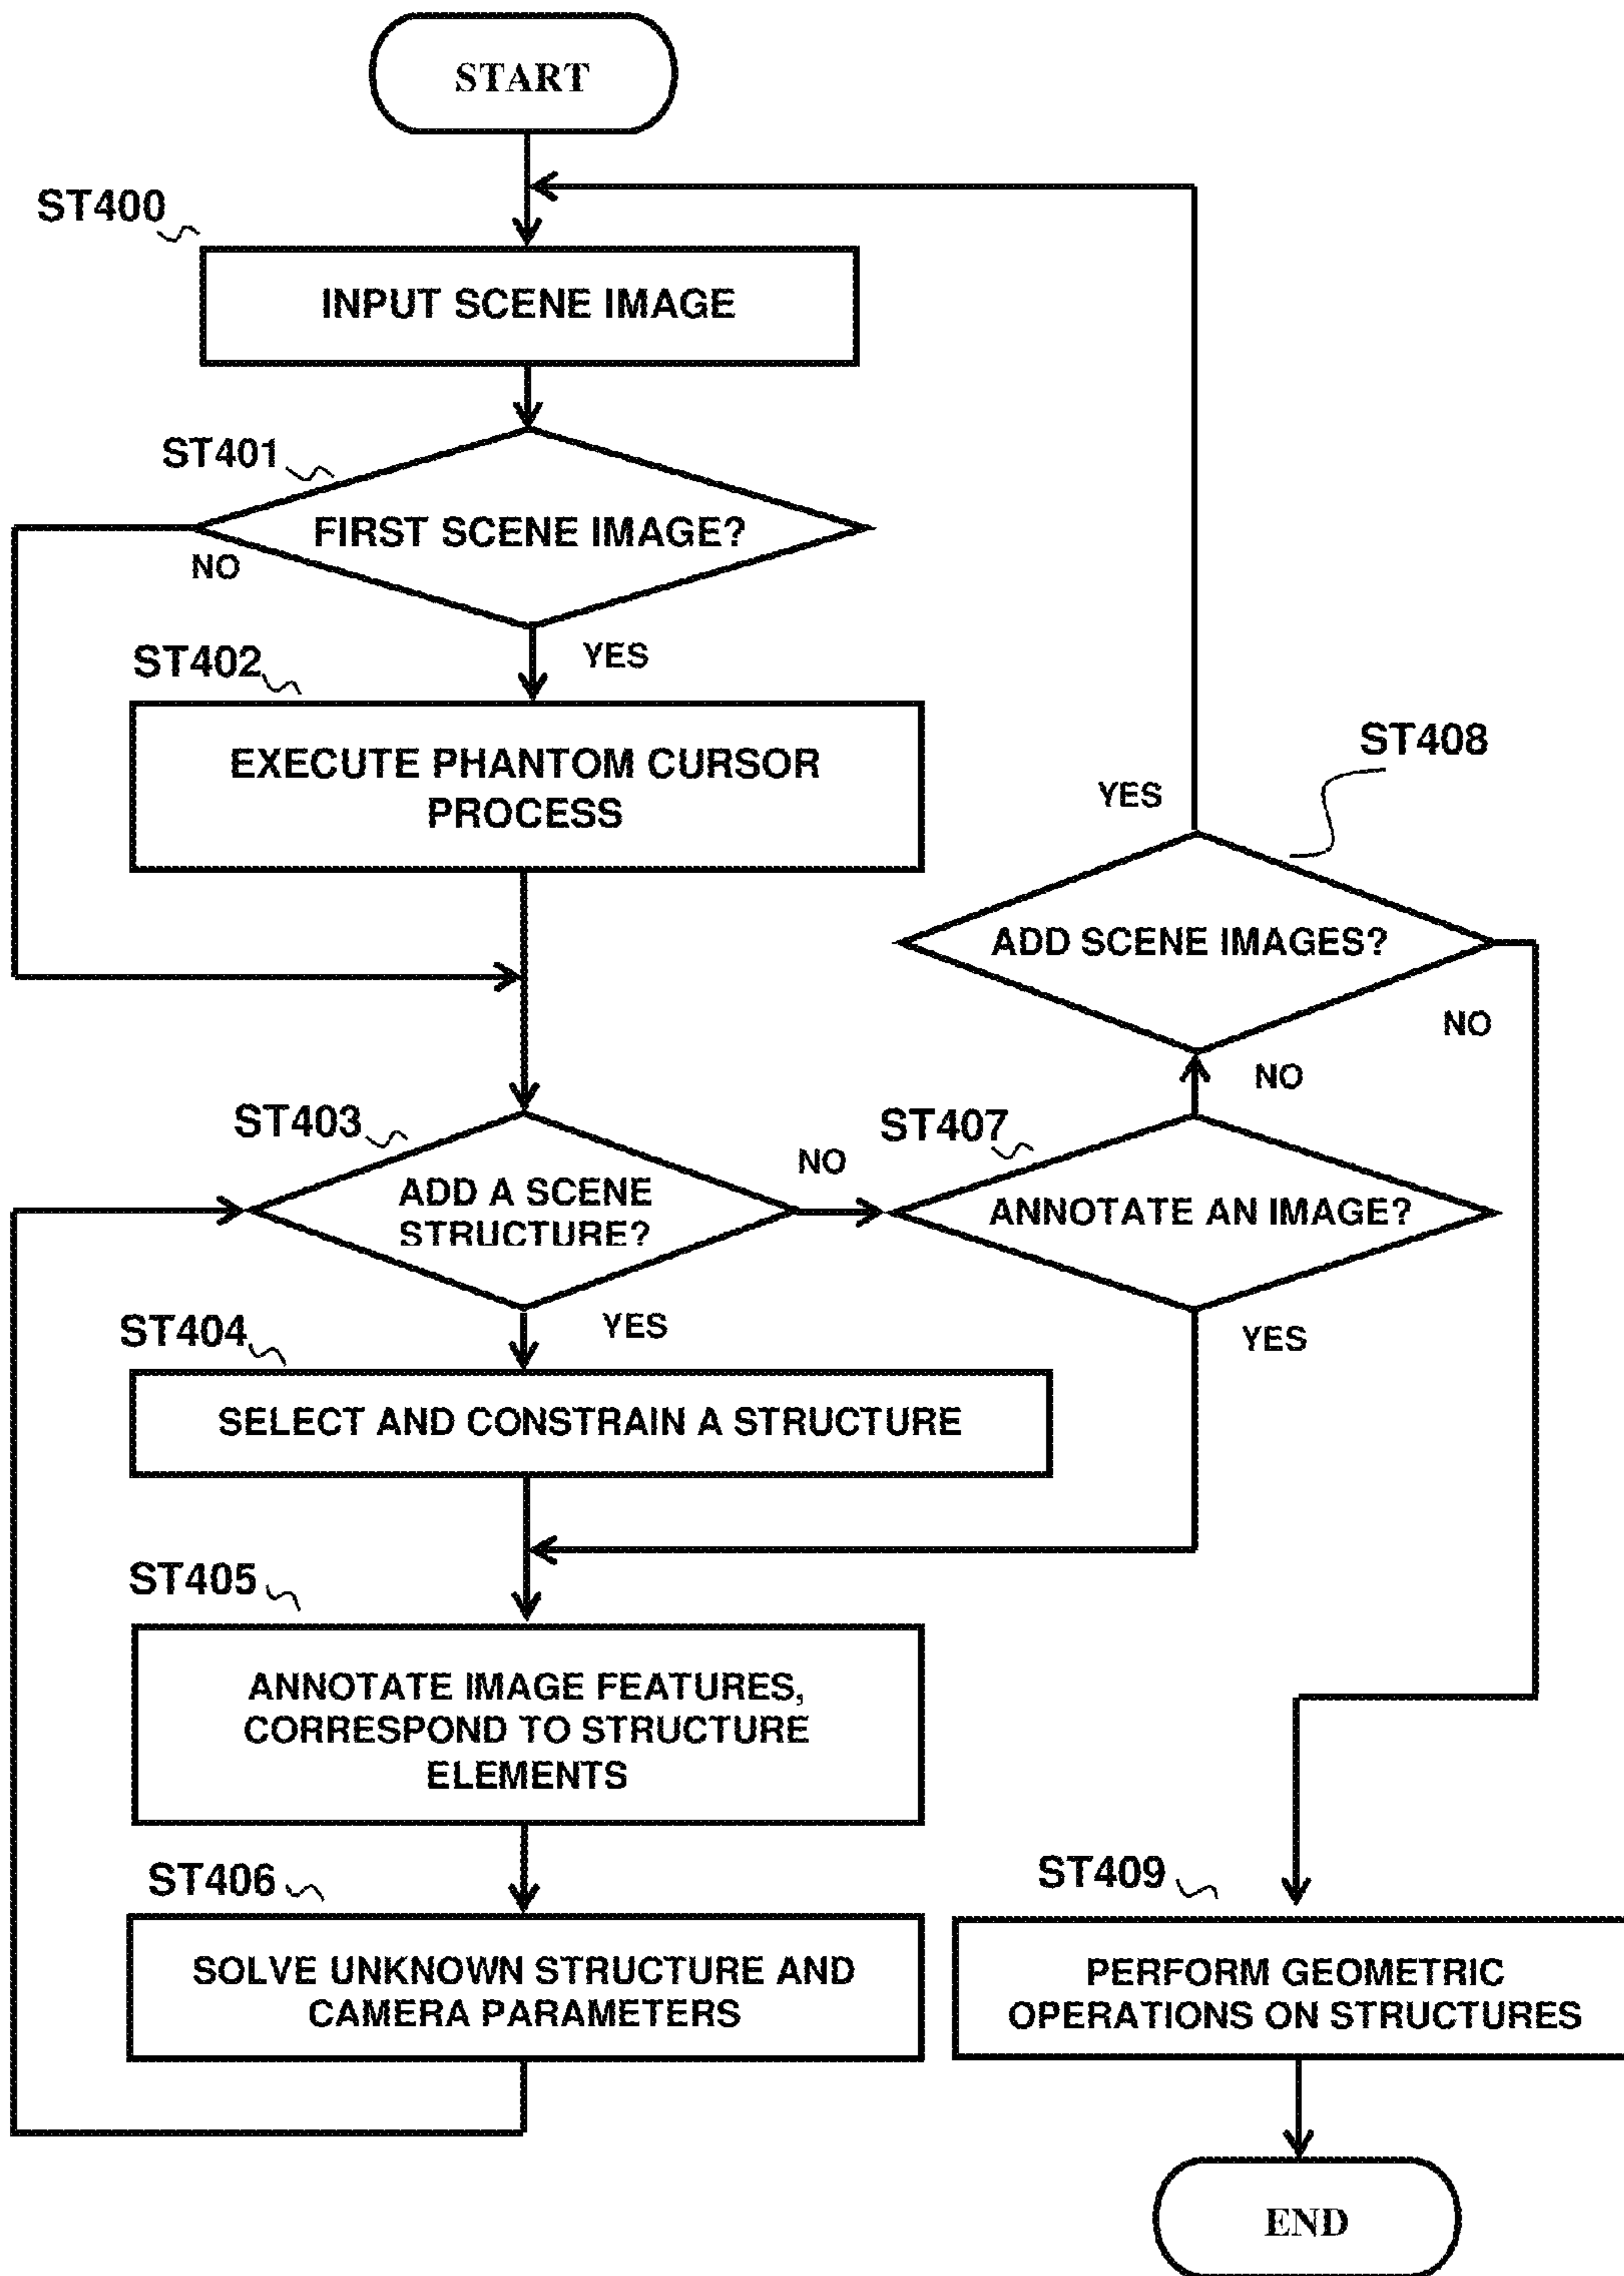 START
ST400
INPUT SCENE IMAGE
ST401
FIRST SCENE IMAGE?
NO
YES
ST402
EXECUTE PHANTOM CURSOR
PROCESS
ST408
YES
ADD SCENE IMAGES?
NO
NO
ST403
ADD A SCENE
STRUCTURE?
NO
ST407
ANNOTATE AN IMAGE?
YES
YES
ST404
SELECT AND CONSTRAIN A STRUCTURE
ST405
ANNOTATE IMAGE FEATURES,
CORRESPOND TO STRUCTURE
ELEMENTS
ST406
SOLVE UNKNOWN STRUCTURE AND
CAMERA PARAMETERS
ST409
PERFORM GEOMETRIC
OPERATIONS ON STRUCTURES
END